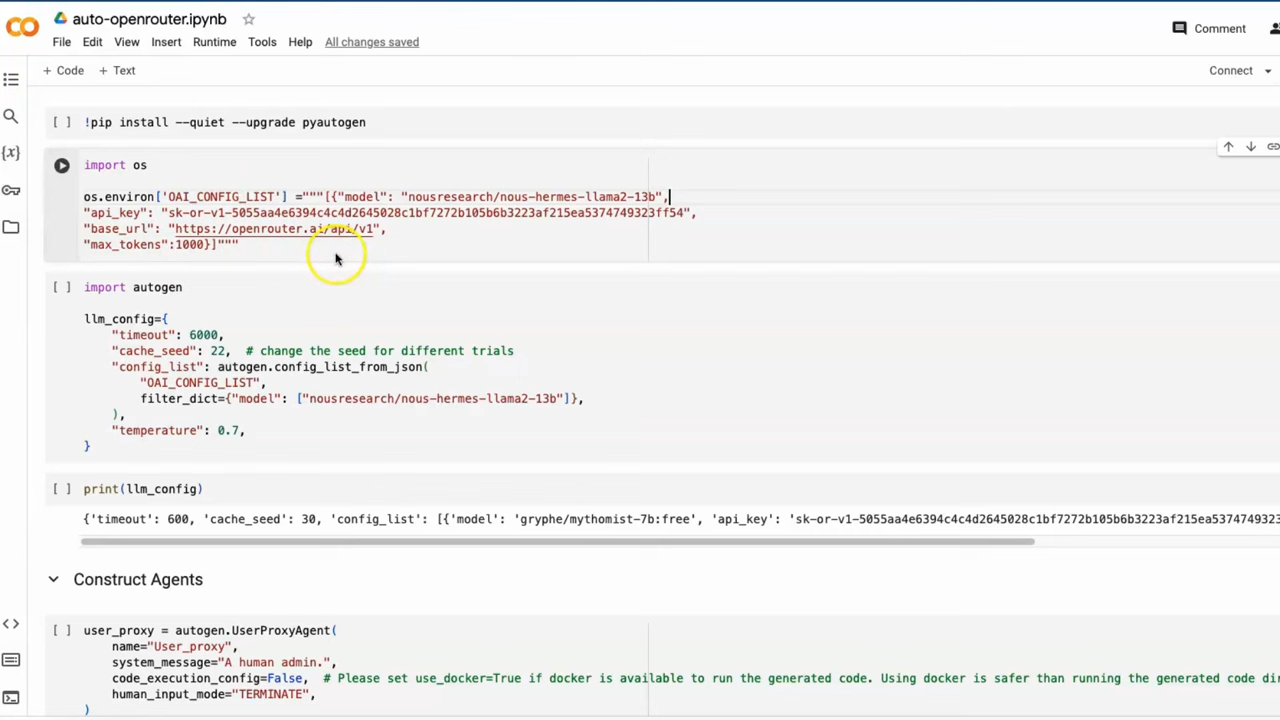 auto-openrouter.ipynb
Comment
File Edit View Insert Runtime Tools Help All changes saved
+ Code + Text
Connect
[ ] !pip install --quiet --upgrade pyautogen
import os
os.environ['OAI_CONFIG_LIST'] ="""[{"model": "nousresearch/nous-hermes-llama2-13b",
"api_key": "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",
"base_url": "https://openrouter.ai/api/v1",
"max_tokens":1000}]"""
[ ] import autogen
llm_config={
"timeout": 6000,
"cache_seed": 22, # change the seed for different trials
"config_list": autogen.config_list_from_json(
"OAI_CONFIG_LIST",
filter_dict={"model": ["nousresearch/nous-hermes-llama2-13b"]},
),
"temperature": 0.7,
}
[ ] print(llm_config)
{'timeout': 600, 'cache_seed': 30, 'config_list': [{'model': 'gryphe/mythomist-7b:free', 'api_key': 'sk-or-v1-5055aa4e6394c4c4d2645028c1bf7272b105b6b3223af215ea5374749323
Construct Agents
[ ] user_proxy = autogen.UserProxyAgent(
name="User_proxy",
system_message="A human admin.",
code_execution_config=False, # Please set use_docker=True if docker is available to run the generated code. Using docker is safer than running the generated code dir
human_input_mode="TERMINATE",
)